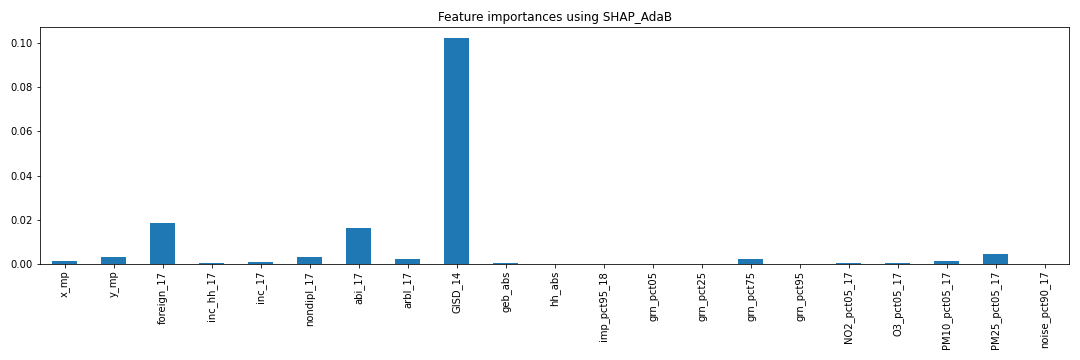 Feature importances using SHAP_AdaB
0.10
0.08
0.06
0.04
0.02
0.00
x_mp
y_mp
foreign_17
inc_hh_17
inc_17
nondipl_17
abi_17
arbl_17
GISD_14
geb_abs
hh_abs
imp_pct95_18
grn_pct05
grn_pct25
grn_pct75
grn_pct95
NO2_pct05_17
O3_pct05_17
PM10_pct05_17
PM25_pct05_17
noise_pct90_17